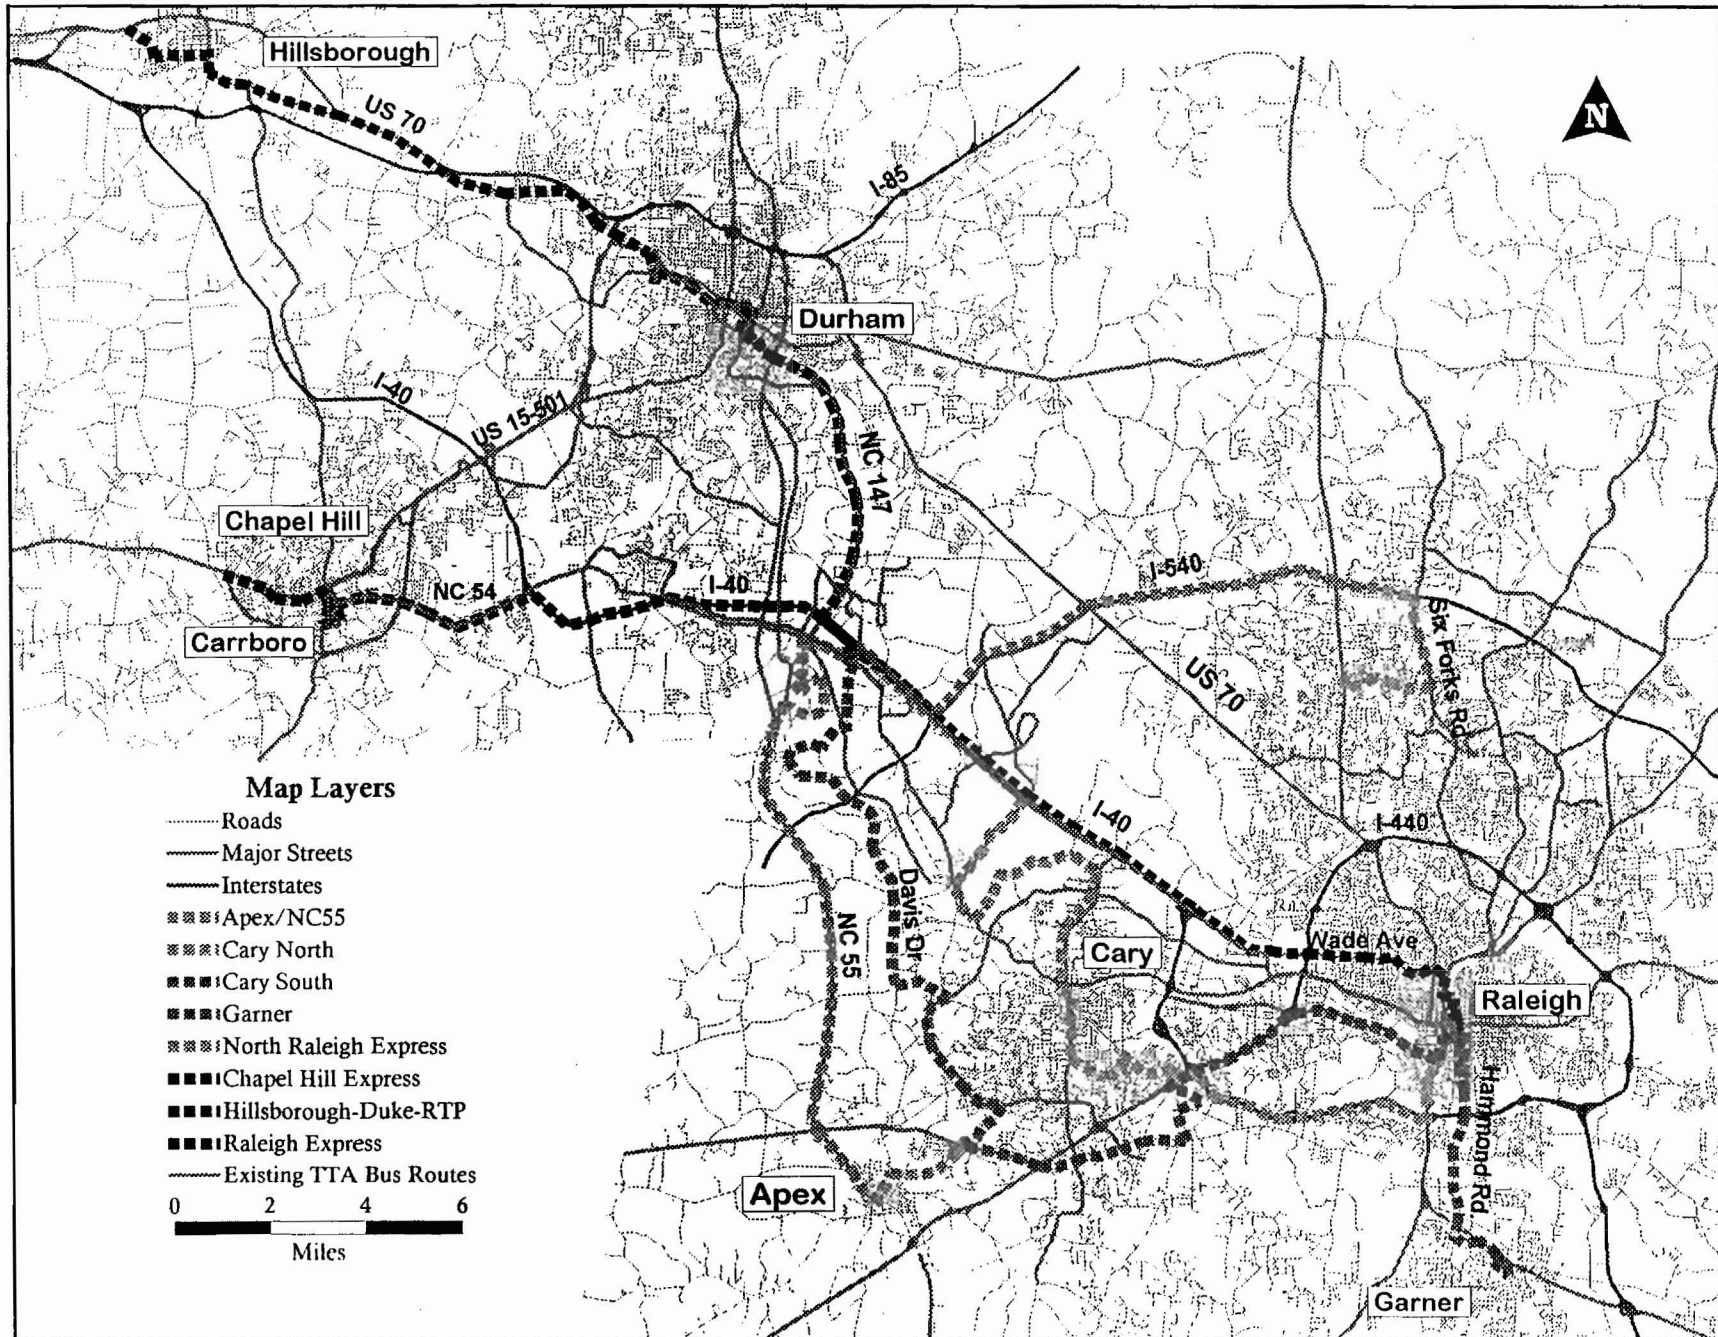 Hillsborough
US 70
N
I-85
Durham
I-40
US 15-501
NC 147
Chapel Hill
I-540
NC 54
I-40
Six Forks Rd
Carrboro
US 70
Map Layers
Roads
Major Streets
Interstates
Apex/NC55
Cary North
Cary South
Garner
North Raleigh Express
Chapel Hill Express
Hillsborough-Duke-RTP
Raleigh Express
Existing TTA Bus Routes
0 2 4 6
Miles
I-40
I-440
Davis Dr
NC 55
Cary
Wade Ave
Raleigh
Hammond Rd.
Apex
Garner